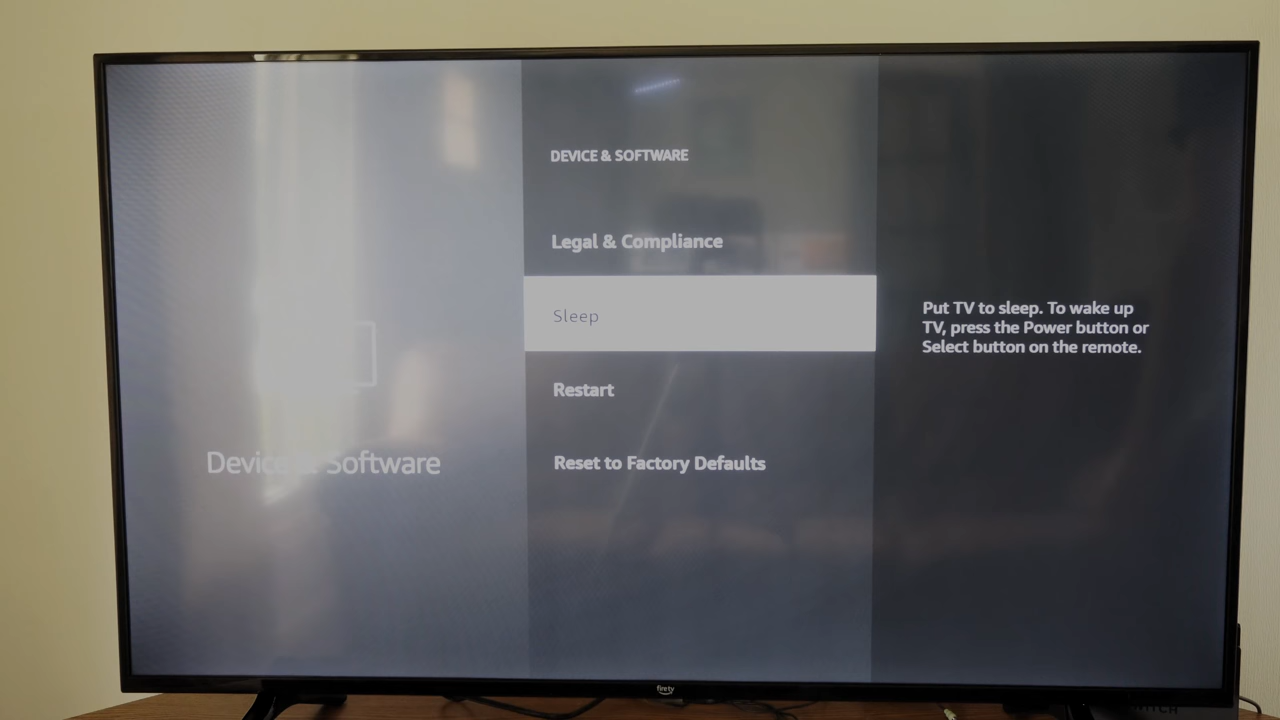 DEVICE & SOFTWARE
Legal & Compliance
Sleep
Restart
Reset to Factory Defaults
Device & Software
Put TV to sleep. To wake up
TV, press the Power button or
Select button on the remote.
fire tv